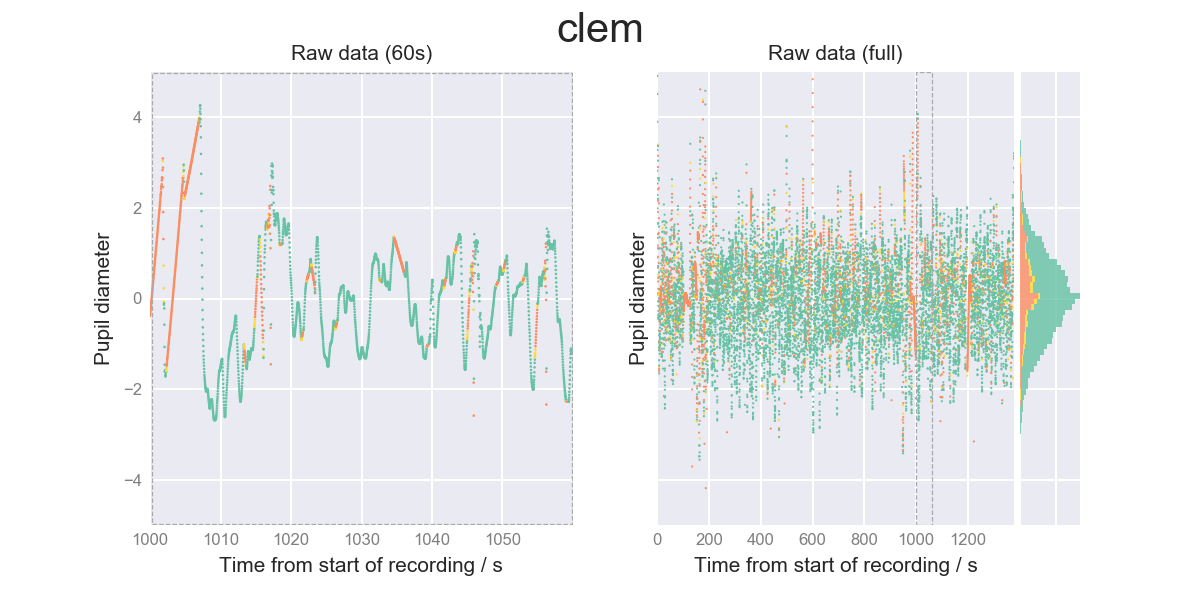 clem
Raw data (60s)
Raw data (full)
Pupil diameter
4
2
0
−2
−4
1000 1010 1020 1030 1040 1050
Time from start of recording / s
Pupil diameter
0 200 400 600 800 1000 1200
Time from start of recording / s